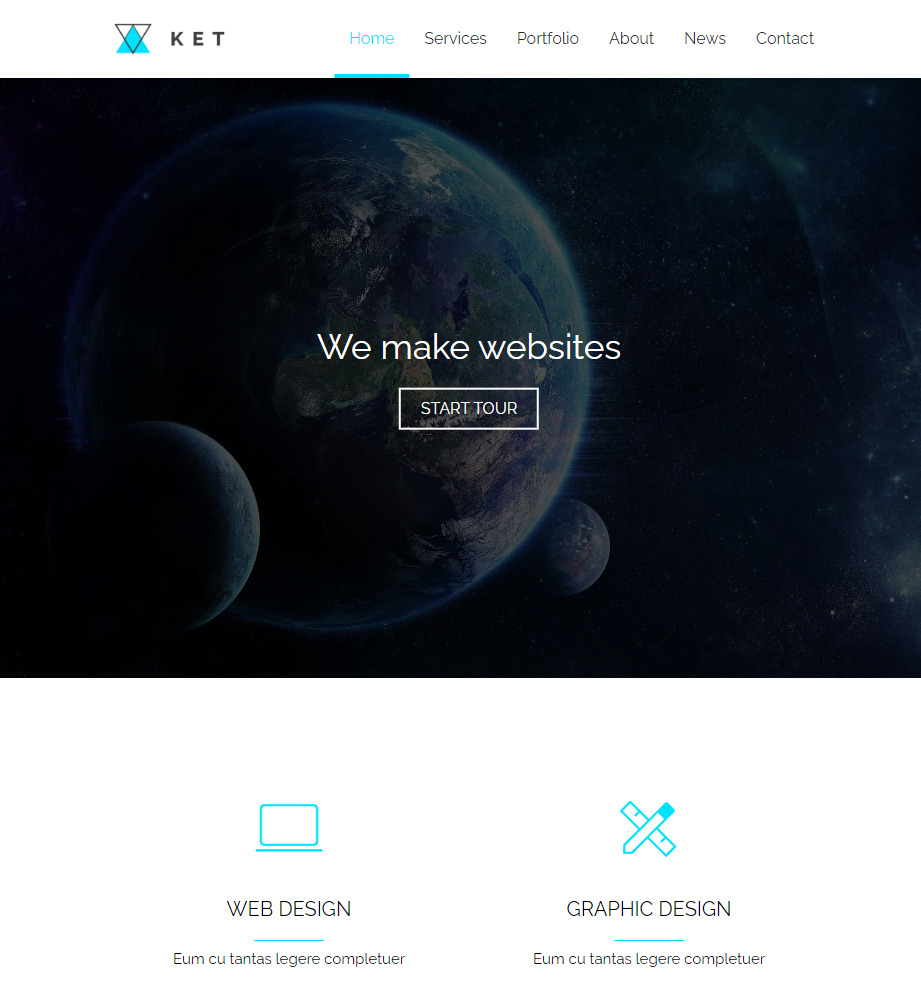 KET
Home Services Portfolio About News Contact
We make websites
START TOUR
WEB DESIGN
GRAPHIC DESIGN
Eum cu tantas legere completuer
Eum cu tantas legere completuer